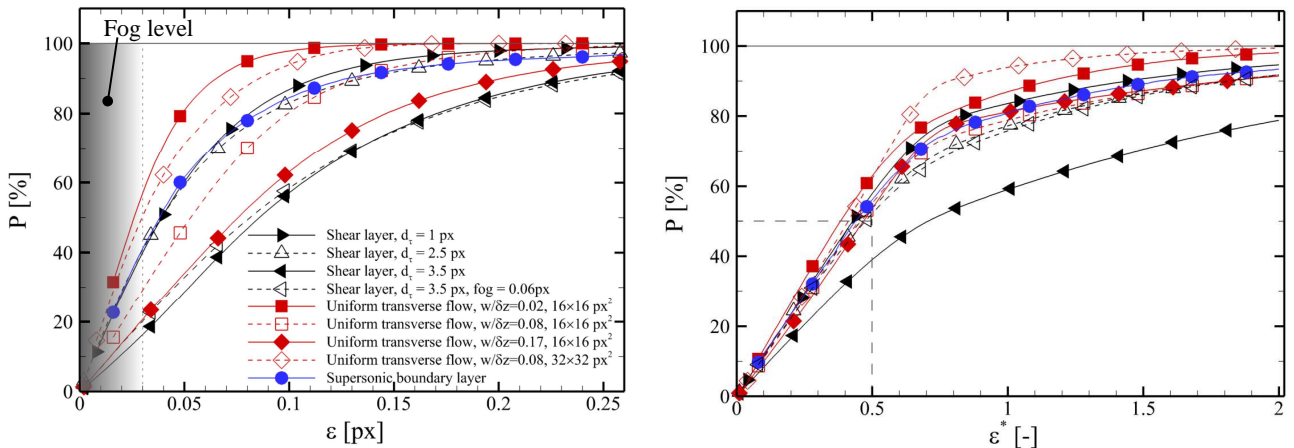 Fog level
100
80
60
40
20
0
P [%]
0
0.05
0.1
0.15
0.2
0.25
ε [px]
Shear layer, dτ = 1 px
Shear layer, dτ = 2.5 px
Shear layer, dτ = 3.5 px
Shear layer, dτ = 3.5 px, fog = 0.06px
Uniform transverse flow, w/δz=0.02, 16×16 px²
Uniform transverse flow, w/δz=0.08, 16×16 px²
Uniform transverse flow, w/δz=0.17, 16×16 px²
Uniform transverse flow, w/δz=0.08, 32×32 px²
Supersonic boundary layer
100
80
60
40
20
0
P [%]
0
0.5
1
1.5
2
ε* [-]